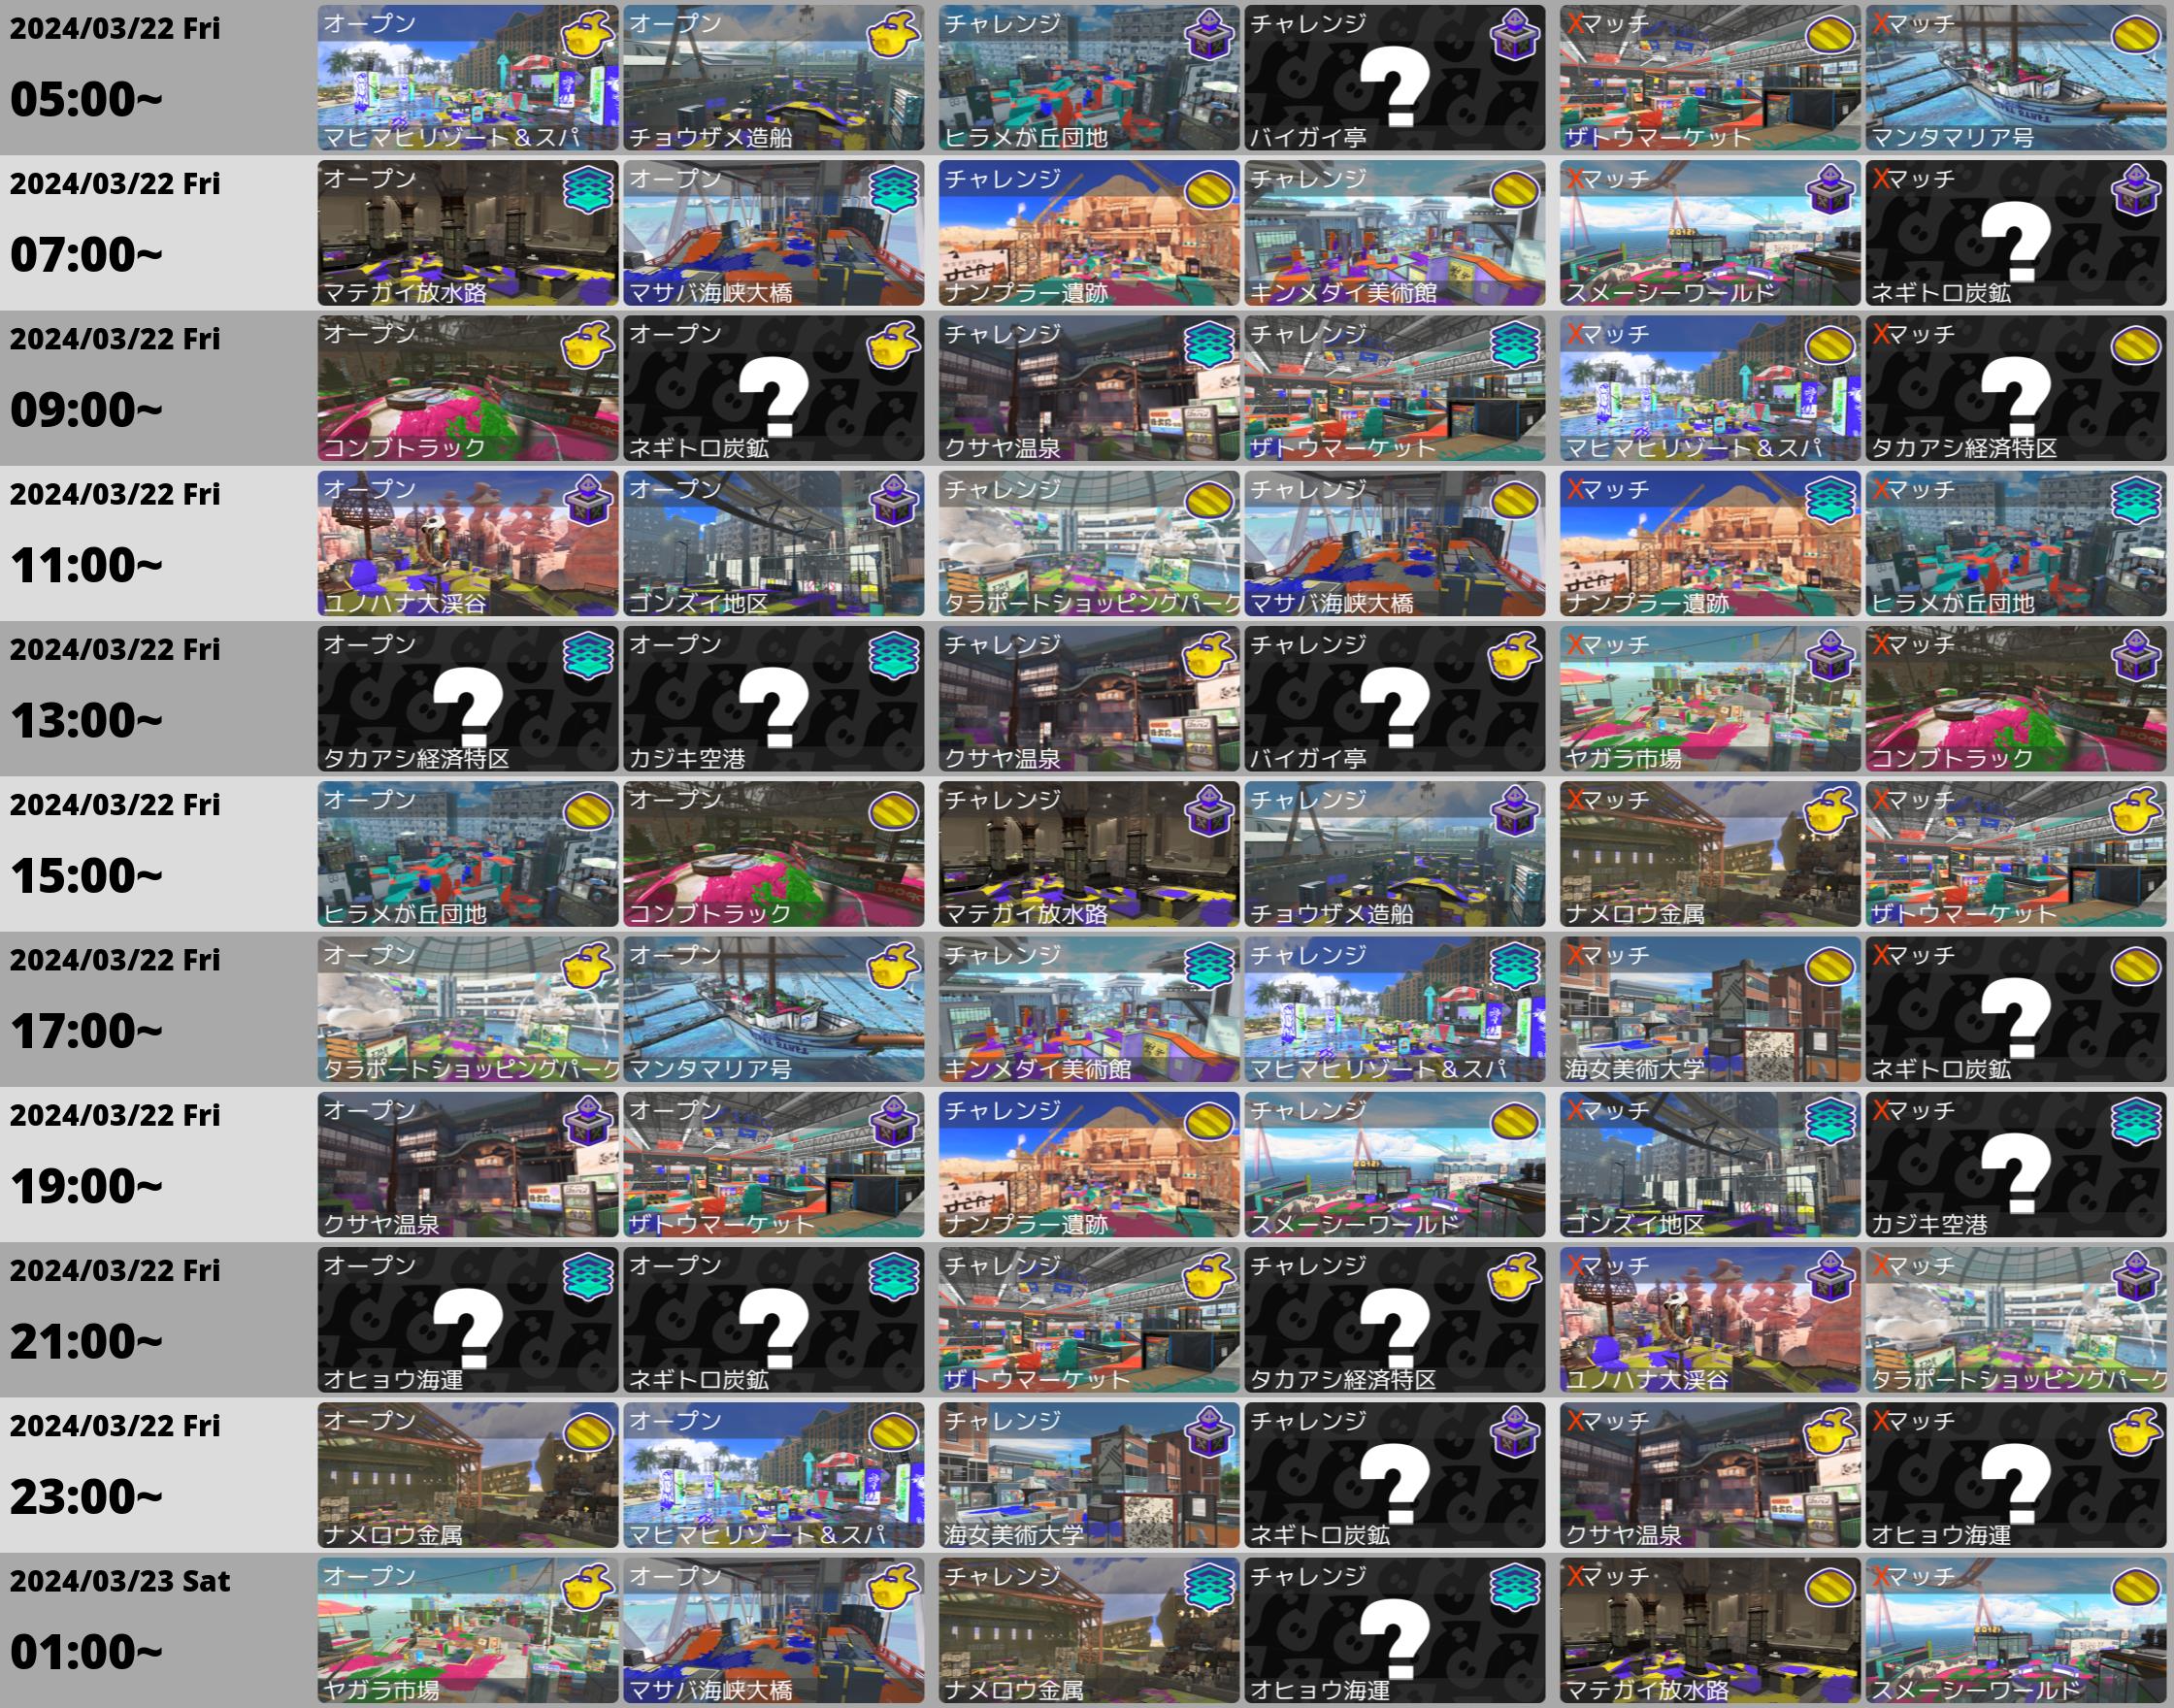 2024/03/22 Fri
05:00~
オープン オープン チャレンジ チャレンジ Xマッチ Xマッチ
マヒマヒリゾート＆スパ チョウザメ造船 ヒラメが丘団地 バイガイ亭 ザトウマーケット マンタマリア号
2024/03/22 Fri
07:00~
オープン オープン チャレンジ チャレンジ Xマッチ Xマッチ
マテガイ放水路 マサバ海峡大橋 ナンプラー遺跡 キンメダイ美術館 スメーシーワールド ネギトロ炭鉱
2024/03/22 Fri
09:00~
オープン オープン チャレンジ チャレンジ Xマッチ Xマッチ
コンブトラック ネギトロ炭鉱 クサヤ温泉 ザトウマーケット マヒマヒリゾート＆スパ タカアシ経済特区
2024/03/22 Fri
11:00~
オープン オープン チャレンジ チャレンジ Xマッチ Xマッチ
ユノハナ大渓谷 ゴンズイ地区 タラポートショッピングパーク マサバ海峡大橋 ナンプラー遺跡 ヒラメが丘団地
2024/03/22 Fri
13:00~
オープン オープン チャレンジ チャレンジ Xマッチ Xマッチ
タカアシ経済特区 カジキ空港 クサヤ温泉 バイガイ亭 ヤガラ市場 コンブトラック
2024/03/22 Fri
15:00~
オープン オープン チャレンジ チャレンジ Xマッチ Xマッチ
ヒラメが丘団地 コンブトラック マテガイ放水路 チョウザメ造船 ナメロウ金属 ザトウマーケット
2024/03/22 Fri
17:00~
オープン オープン チャレンジ チャレンジ Xマッチ Xマッチ
タラポートショッピングパーク マンタマリア号 キンメダイ美術館 マヒマヒリゾート＆スパ 海女美術大学 ネギトロ炭鉱
2024/03/22 Fri
19:00~
オープン オープン チャレンジ チャレンジ Xマッチ Xマッチ
クサヤ温泉 ザトウマーケット ナンプラー遺跡 スメーシーワールド ゴンズイ地区 カジキ空港
2024/03/22 Fri
21:00~
オープン オープン チャレンジ チャレンジ Xマッチ Xマッチ
オヒョウ海運 ネギトロ炭鉱 ザトウマーケット タカアシ経済特区 ユノハナ大渓谷 タラポートショッピングパーク
2024/03/22 Fri
23:00~
オープン オープン チャレンジ チャレンジ Xマッチ Xマッチ
ナメロウ金属 マヒマヒリゾート＆スパ 海女美術大学 ネギトロ炭鉱 クサヤ温泉 オヒョウ海運
2024/03/23 Sat
01:00~
オープン オープン チャレンジ チャレンジ Xマッチ Xマッチ
ヤガラ市場 マサバ海峡大橋 ナメロウ金属 オヒョウ海運 マテガイ放水路 スメーシーワールド